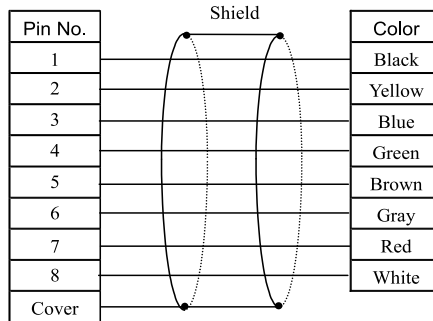 Shield
Pin No. Color
1 Black
2 Yellow
3 Blue
4 Green
5 Brown
6 Gray
7 Red
8 White
Cover